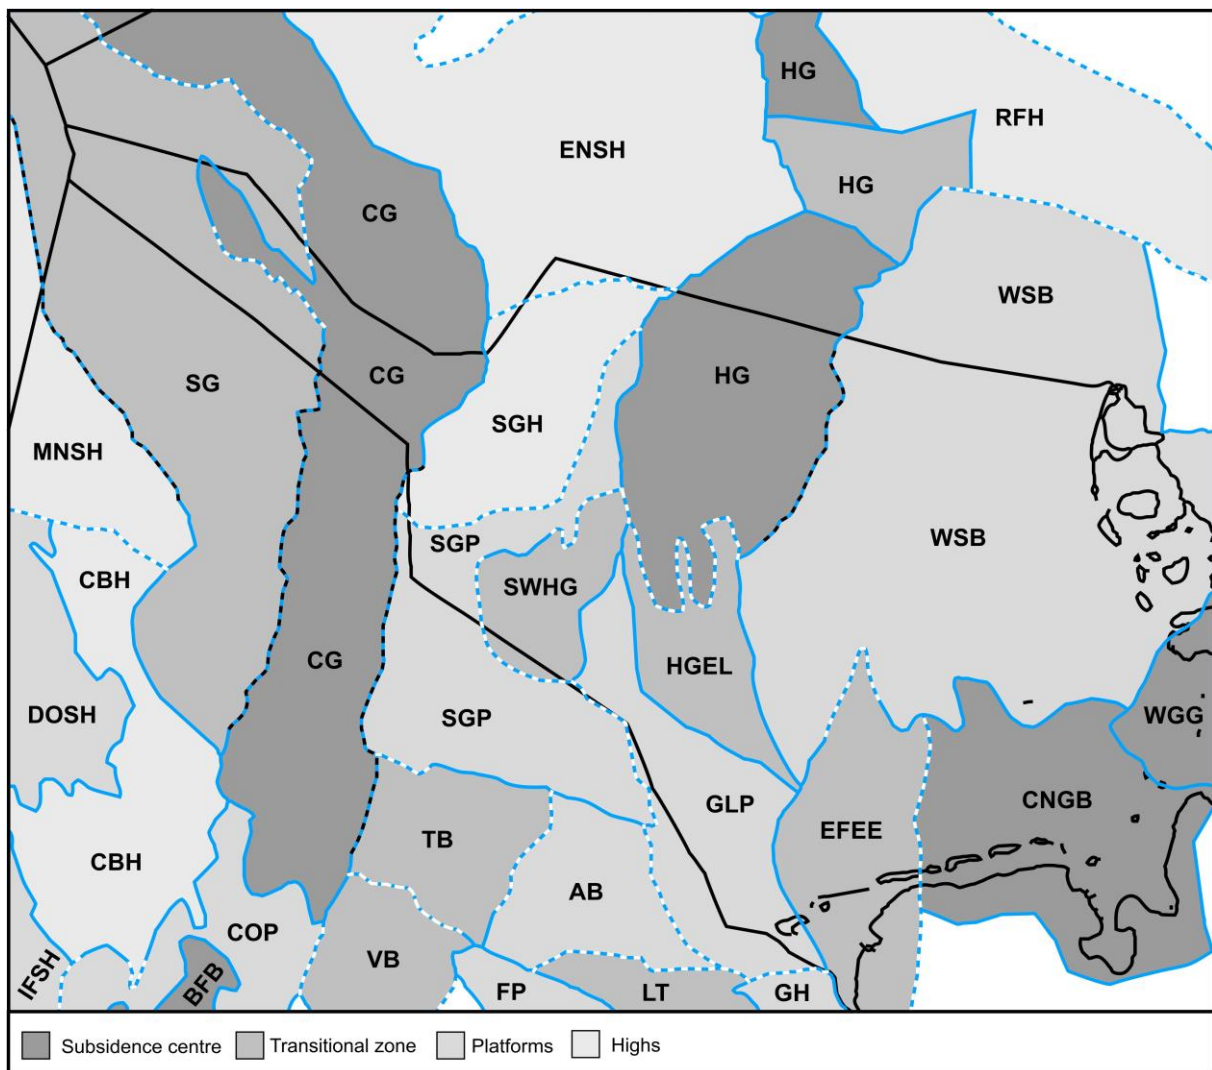 HG
RFH
ENSH
HG
CG
WSB
CG
HG
SG
SGH
MNSH
WSB
SGP
CBH
SWHG
CG
HGEL
DOSH
SGP
WGG
GLP
CNGB
EFEE
TB
CBH
AB
COP
VB
IFSH
BFB
FP
LT
GH
Subsidence centre
Transitional zone
Platforms
Highs